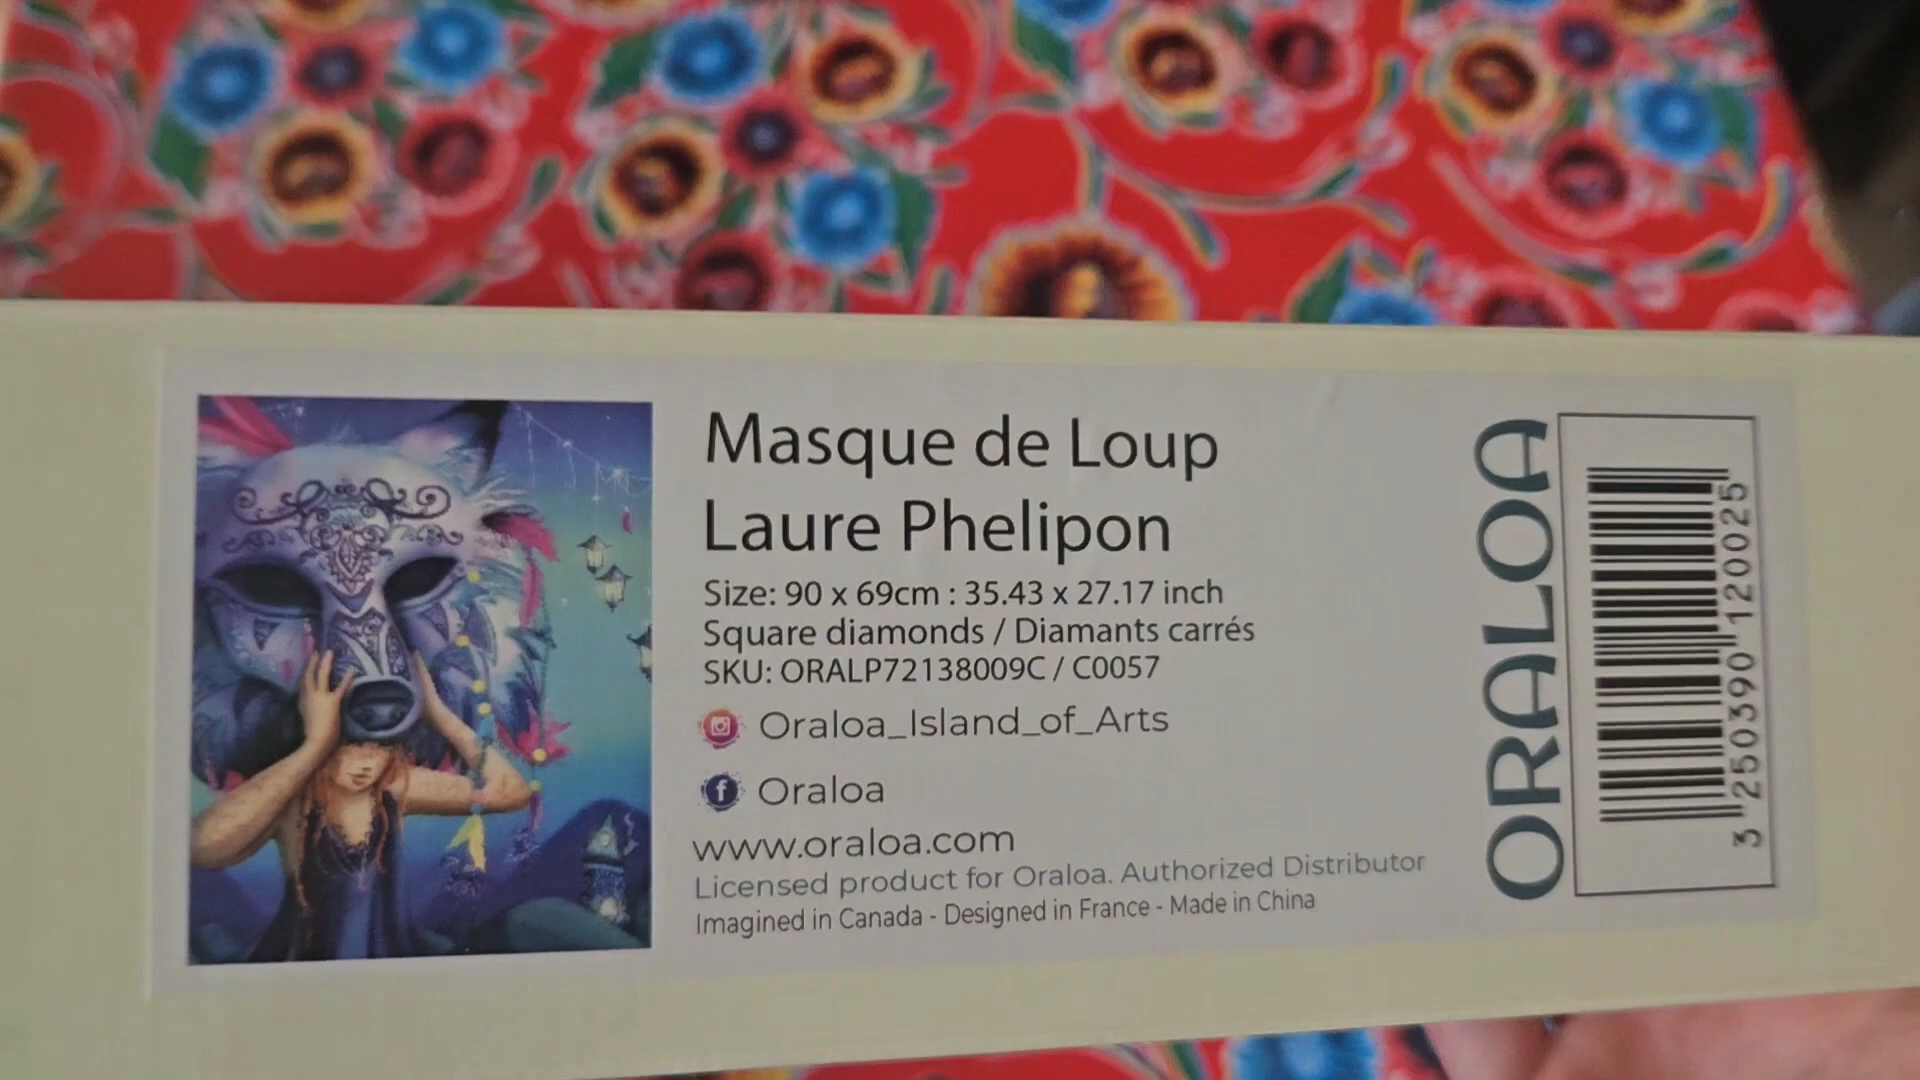 Masque de Loup
Laure Phelipon
Size: 90 x 69cm : 35.43 x 27.17 inch
Square diamonds / Diamants carrés
SKU: ORALP72138009C / C0057
Oraloa_Island_of_Arts
f Oraloa
www.oraloa.com
Licensed product for Oraloa. Authorized Distributor
Imagined in Canada - Designed in France - Made in China
ORALOA
3 250390 120025